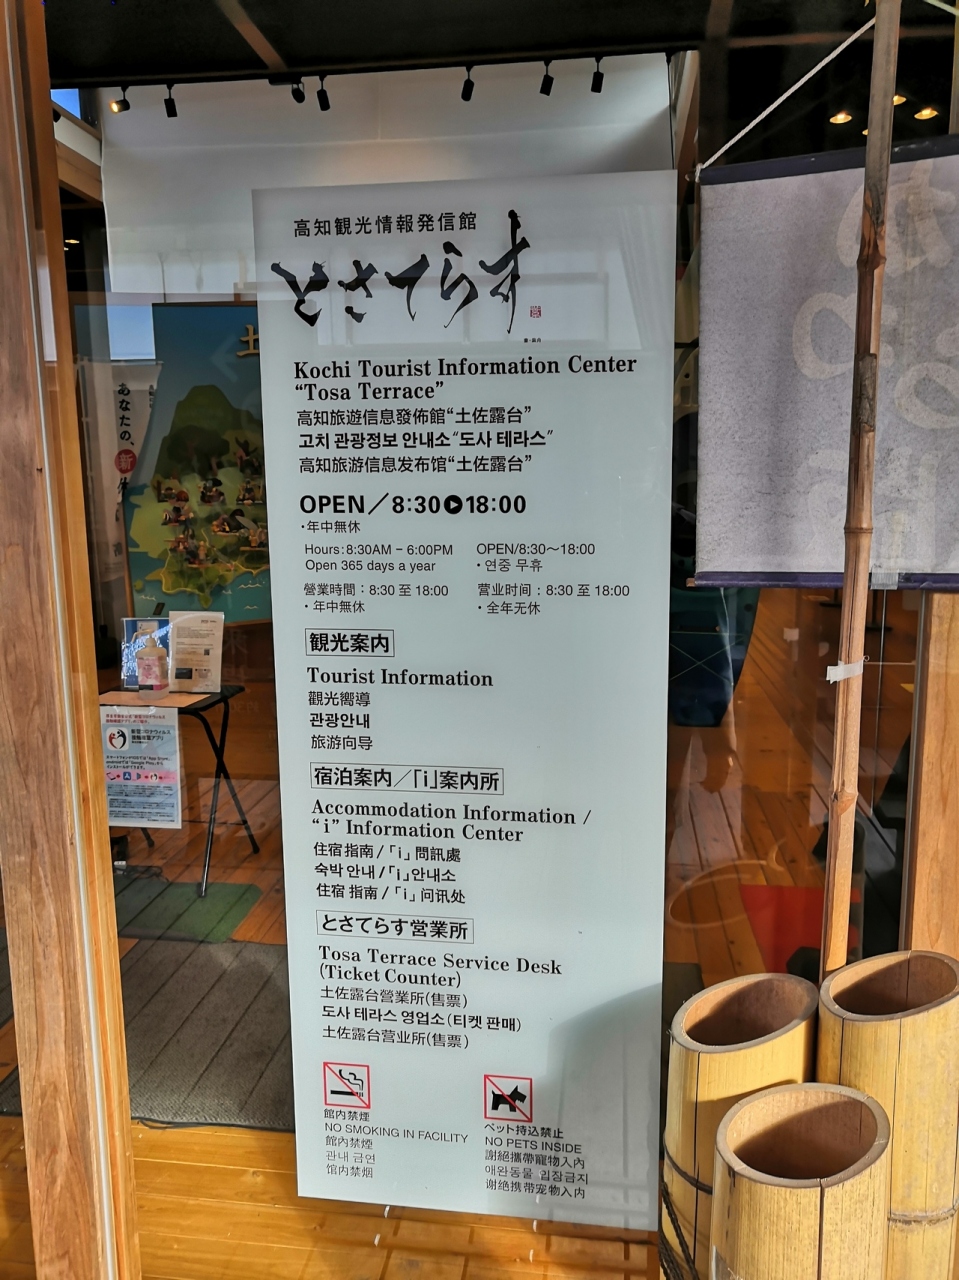 高知観光情報発信館
とさてらす
Kochi Tourist Information Center
“Tosa Terrace”
高知旅遊信息發佈館“土佐露台”
고치 관광정보 안내소“도사 테라스”
高知旅游信息发布馆“土佐露台”
OPEN／8:30▶18:00
・年中無休
Hours:8:30AM – 6:00PM
Open 365 days a year
OPEN/8:30～18:00
・연중 무휴
營業時間：8:30 至 18:00
・年中無休
营业时间：8:30 至 18:00
・全年无休
観光案内
Tourist Information
觀光嚮導
관광안내
旅游向导
宿泊案内／「i」案内所
Accommodation Information /
“i” Information Center
住宿指南/「i」問訊處
숙박 안내/「i」안내소
住宿 指南/「i」问讯处
とさてらす営業所
Tosa Terrace Service Desk
(Ticket Counter)
土佐露台營業所(售票)
도사 테라스 영업소(티켓 판매)
土佐露台营业所(售票)
館内禁煙
NO SMOKING IN FACILITY
館內禁煙
관내 금연
馆内禁烟
ペット持込禁止
NO PETS INSIDE
謝絕攜帶寵物入內
애완동물 입장금지
谢绝携带宠物入内
土
あなたの、
新